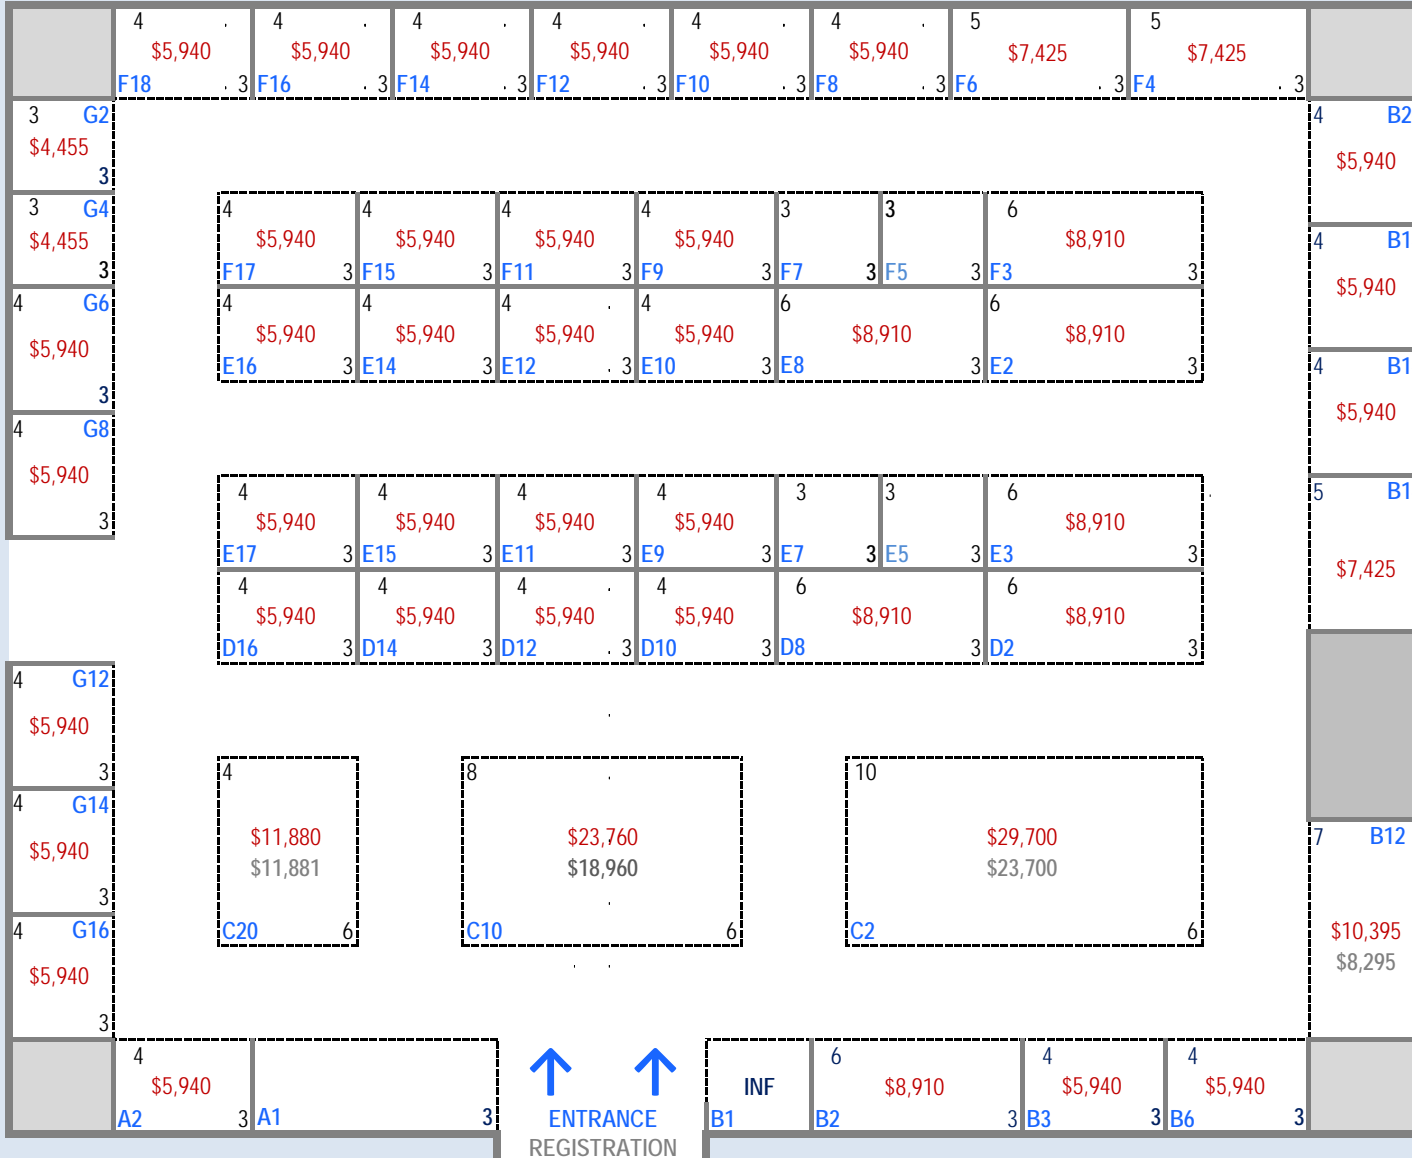 4 4 4 4 4 4 5 5
$5,940 $5,940 $5,940 $5,940 $5,940 $5,940 $7,425 $7,425
F18 3 F16 3 F14 3 F12 3 F10 3 F8 3 F6 3 F4 3
3 G2
$4,455
3
4 B2
$5,940
3 G4
$4,455
3
4 4 4 4 3 3 6
$5,940 $5,940 $5,940 $5,940 $8,910
F17 3 F15 3 F11 3 F9 3 F7 3 F5 3 F3 3
4 B1
$5,940
4 G6
$5,940
3
4 4 4 4 6 6
$5,940 $5,940 $5,940 $5,940 $8,910 $8,910
E16 3 E14 3 E12 3 E10 3 E8 3 E2 3
4 B1
$5,940
4 G8
$5,940
3
4 4 4 4 3 3 6
$5,940 $5,940 $5,940 $5,940 $8,910
E17 3 E15 3 E11 3 E9 3 E7 3 E5 3 E3 3
5 B1
$7,425
4 4 4 4 6 6
$5,940 $5,940 $5,940 $5,940 $8,910 $8,910
D16 3 D14 3 D12 3 D10 3 D8 3 D2 3
4 G12
$5,940
3
4 8 10
$11,880 $23,760 $29,700
$11,881 $18,960 $23,700
C20 6 C10 6 C2 6
4 G14
$5,940
3
7 B12
$10,395
$8,295
4 G16
$5,940
3
4 6 4 4
$5,940 INF $8,910 $5,940 $5,940
A2 3 A1 3 ENTRANCE B1 B2 3 B3 3 B6 3
REGISTRATION